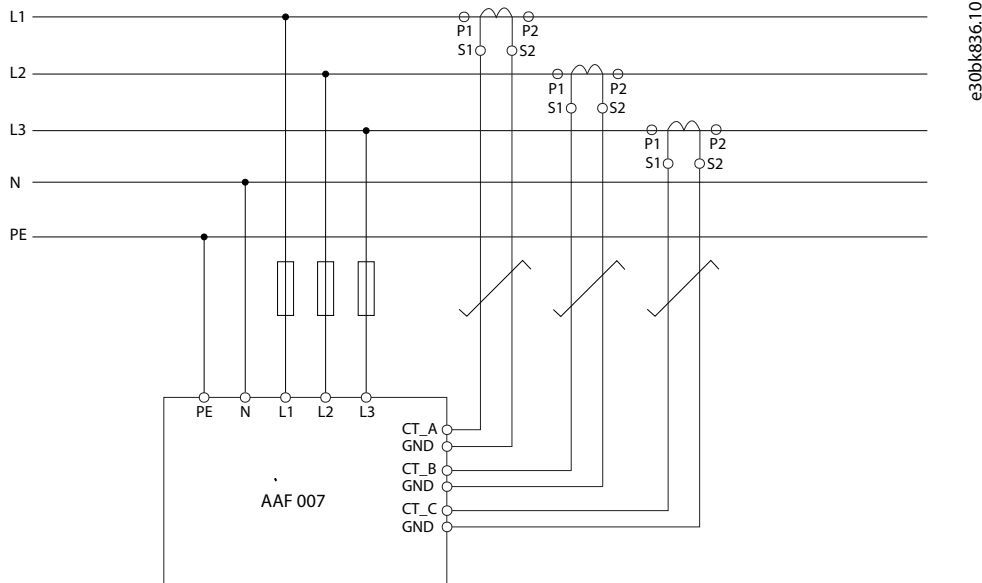 L1
P1 P2
S1 S2
L2
P1 P2
S1 S2
L3
P1 P2
S1 S2
N
PE
PE N L1 L2 L3
CT_A
GND
CT_B
GND
CT_C
GND
AAF 007
e30bk836.10